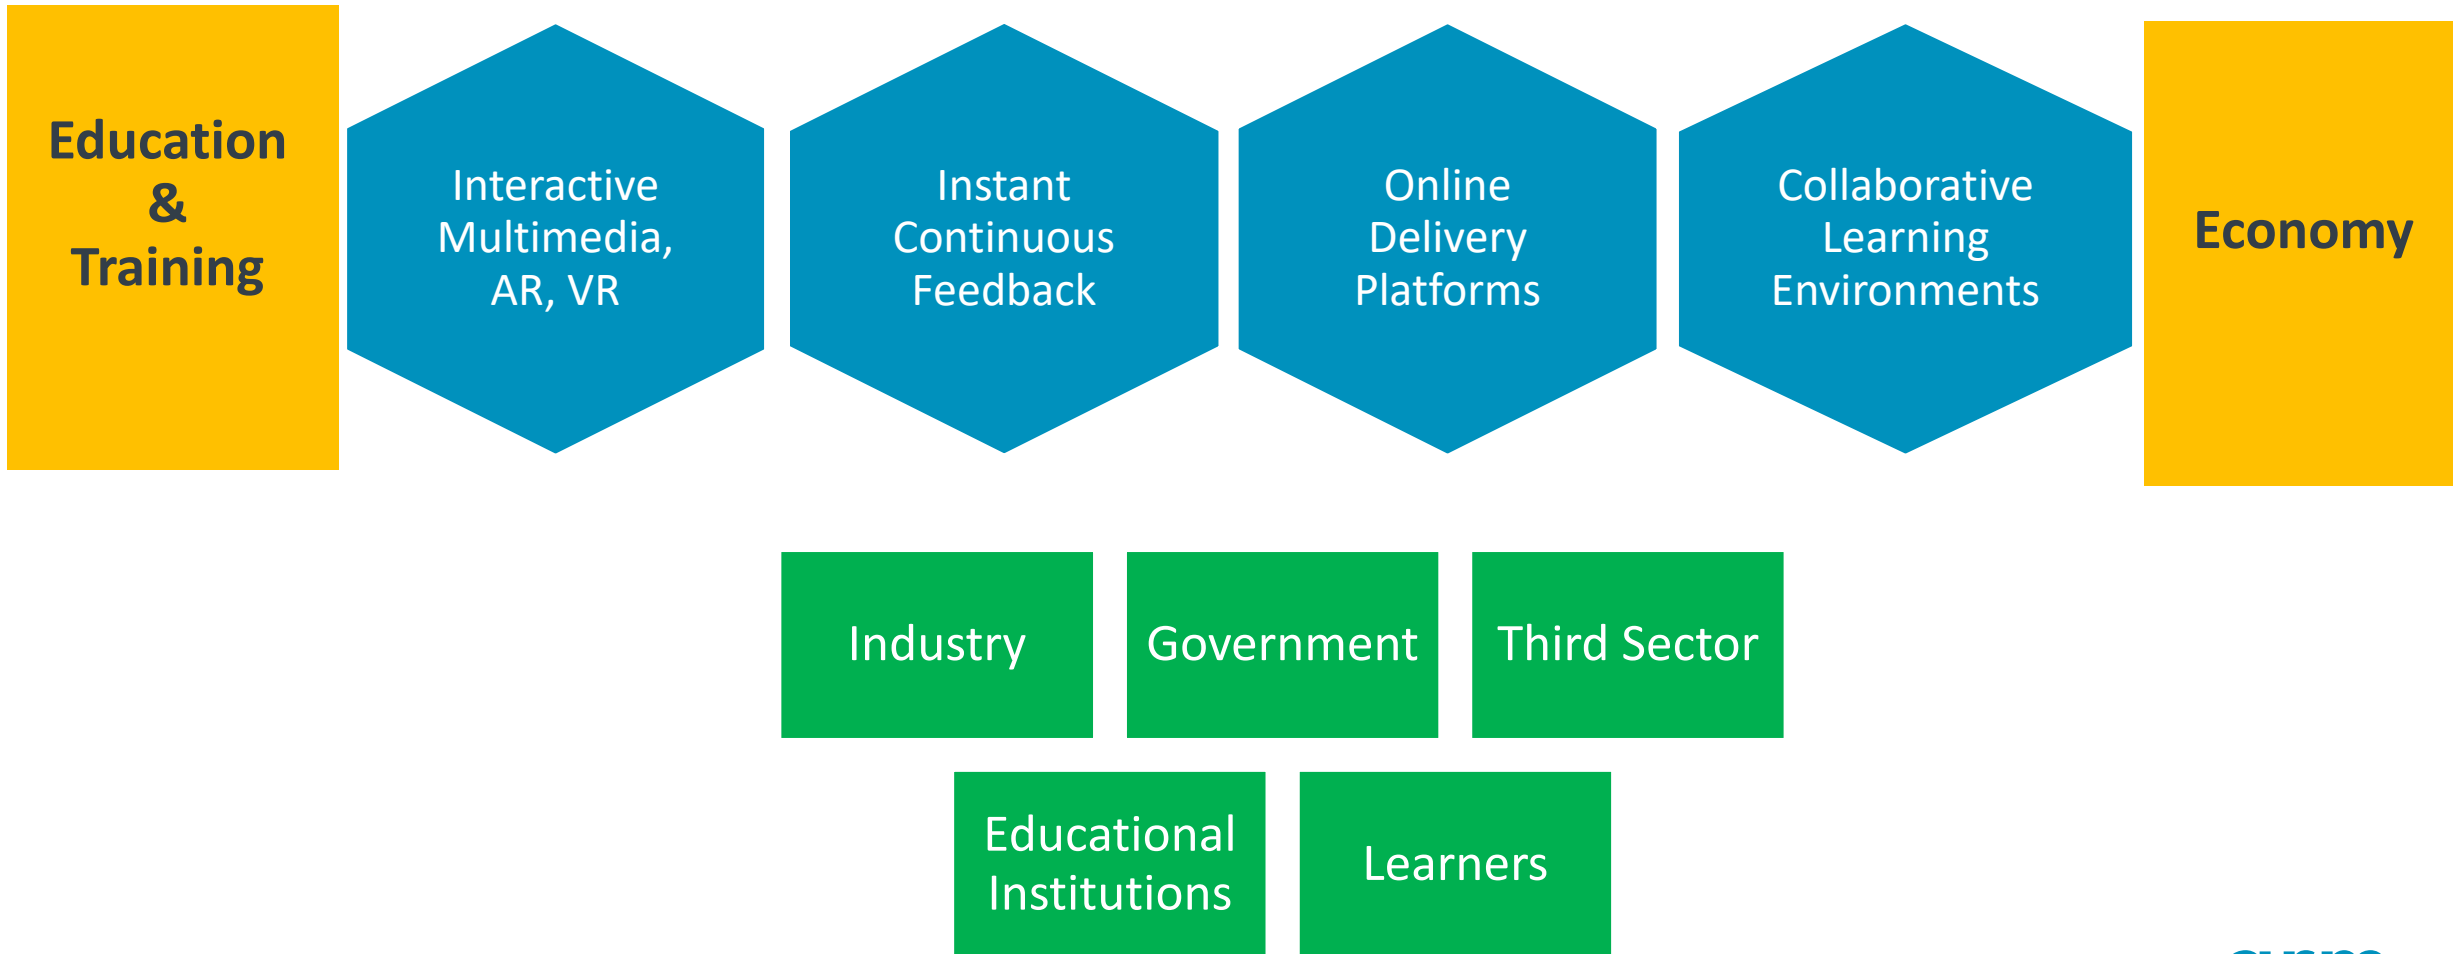 Education
&
Training
Interactive
Multimedia,
AR, VR
Instant
Continuous
Feedback
Online
Delivery
Platforms
Collaborative
Learning
Environments
Economy
Industry
Government
Third Sector
Educational
Institutions
Learners